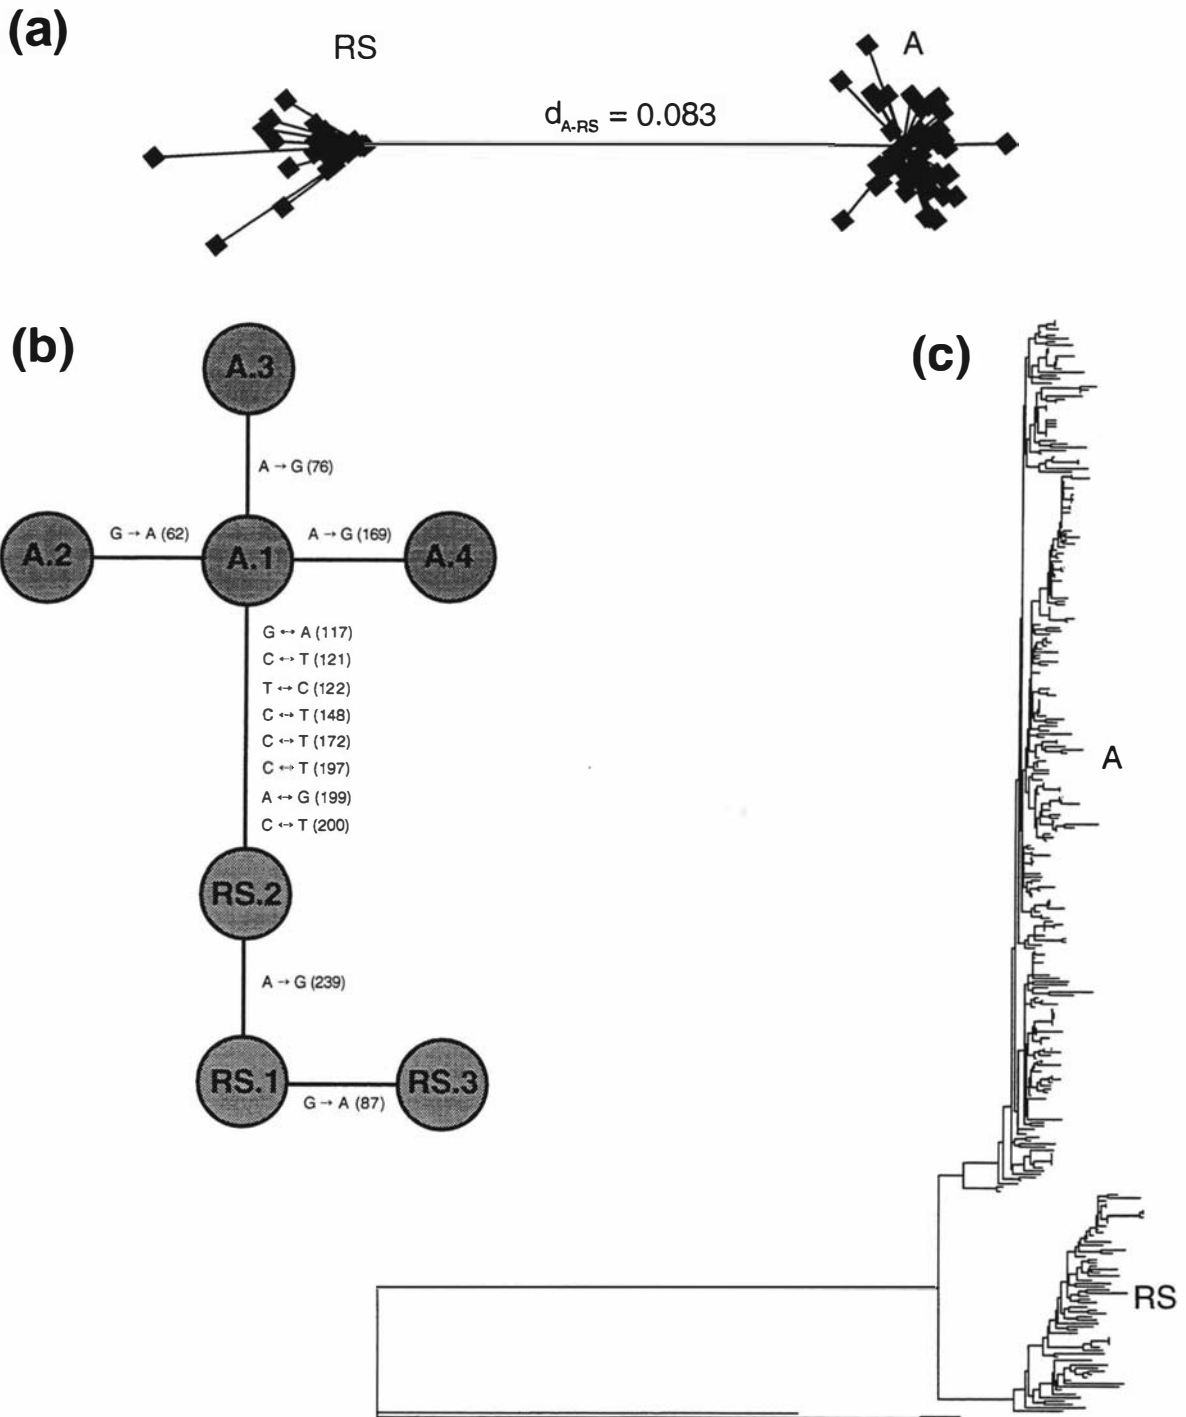 (a)
RS
A
d_A-RS = 0.083
(b)
(c)
A.3
A → G (76)
G → A (62)
A → G (169)
A.2
A.1
A.4
G ↔ A (117)
C ↔ T (121)
T ↔ C (122)
C ↔ T (148)
C ↔ T (172)
C ↔ T (197)
A ↔ G (199)
C ↔ T (200)
A
RS.2
A → G (239)
RS.1
RS.3
G → A (87)
RS